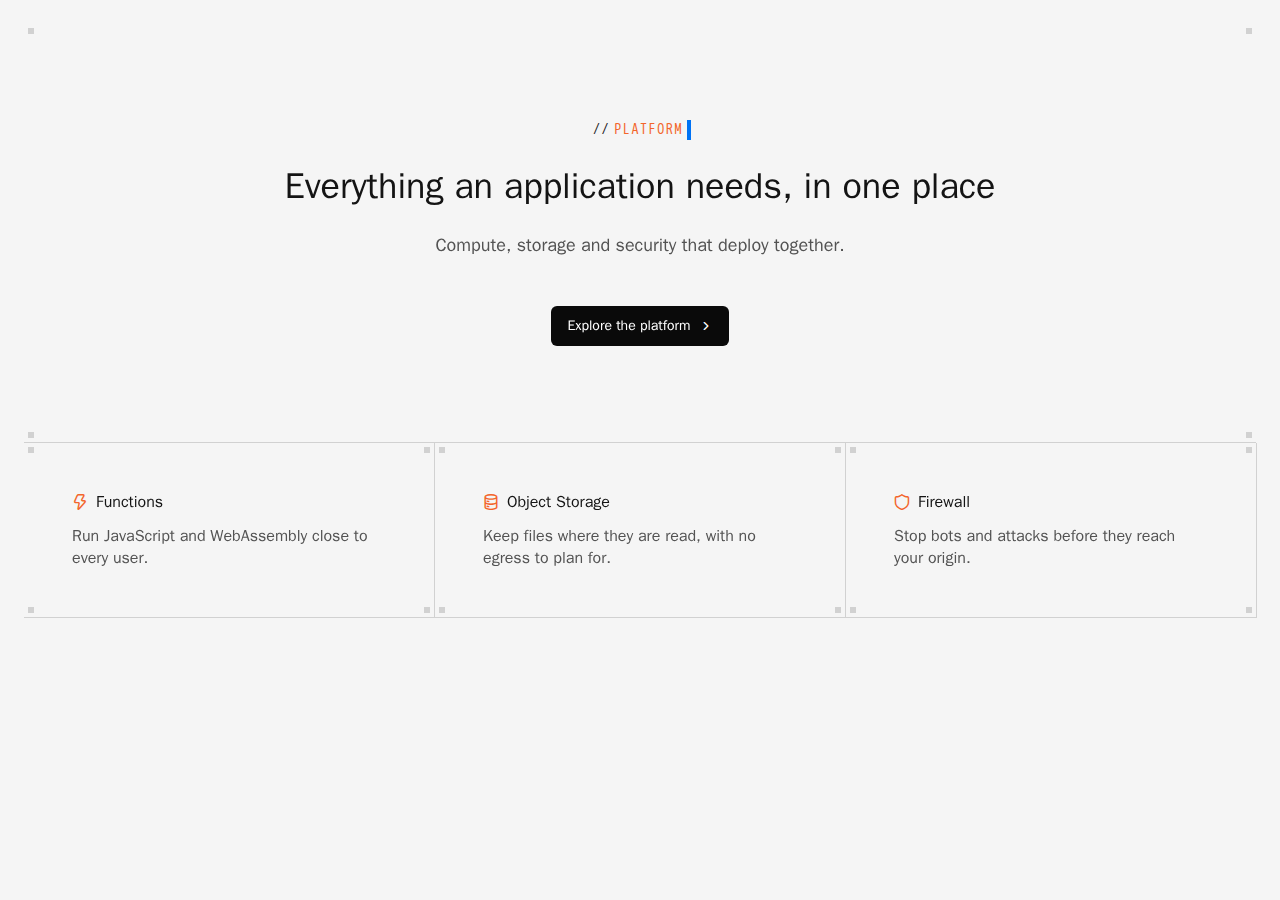 // PLATFORM
Everything an application needs, in one place
Compute, storage and security that deploy together.
Explore the platform
Functions
Run JavaScript and WebAssembly close to
every user.
Object Storage
Keep files where they are read, with no
egress to plan for.
Firewall
Stop bots and attacks before they reach
your origin.